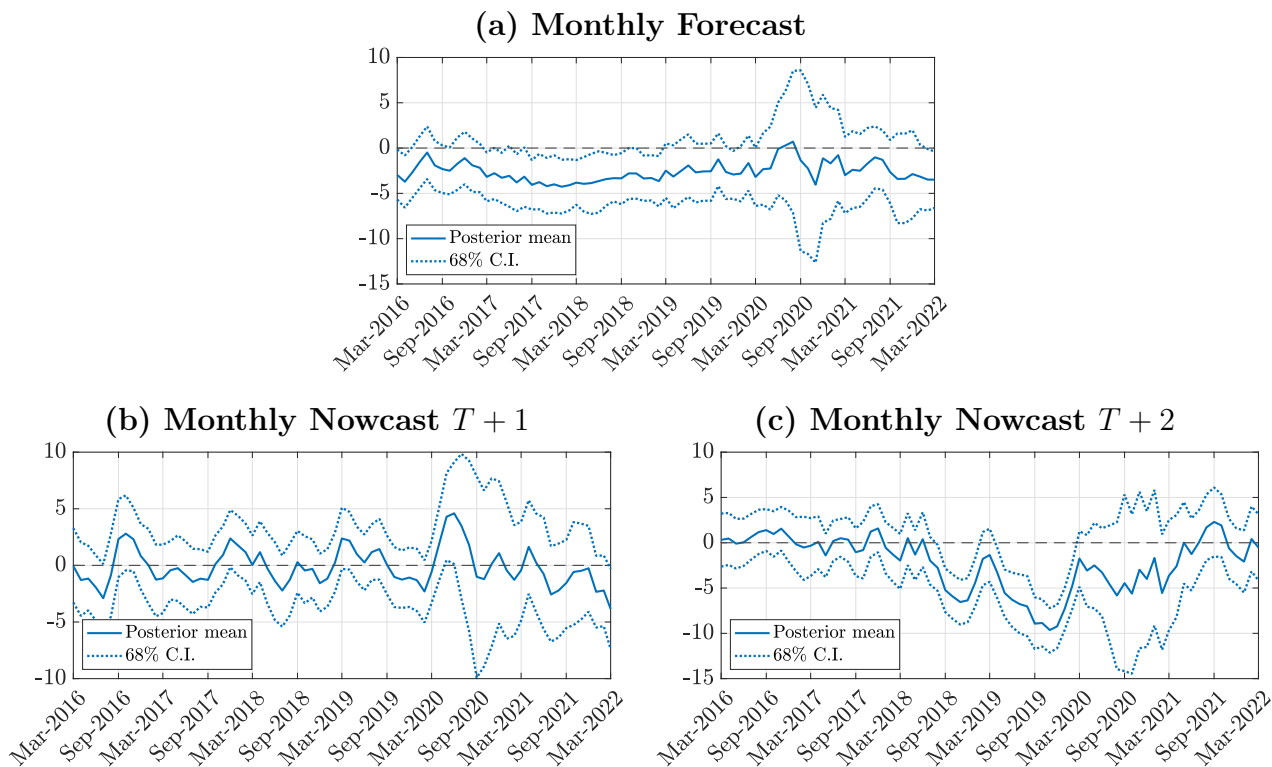 (a) Monthly Forecast
10
5
0
-5
-10
-15
Posterior mean
68% C.I.
Mar-2016
Sep-2016
Mar-2017
Sep-2017
Mar-2018
Sep-2018
Mar-2019
Sep-2019
Mar-2020
Sep-2020
Mar-2021
Sep-2021
Mar-2022
(b) Monthly Nowcast T + 1
10
5
0
-5
-10
Posterior mean
68% C.I.
Mar-2016
Sep-2016
Mar-2017
Sep-2017
Mar-2018
Sep-2018
Mar-2019
Sep-2019
Mar-2020
Sep-2020
Mar-2021
Sep-2021
Mar-2022
(c) Monthly Nowcast T + 2
10
5
0
-5
-10
-15
Posterior mean
68% C.I.
Mar-2016
Sep-2016
Mar-2017
Sep-2017
Mar-2018
Sep-2018
Mar-2019
Sep-2019
Mar-2020
Sep-2020
Mar-2021
Sep-2021
Mar-2022